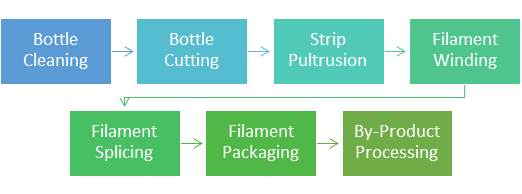 Bottle
Cleaning
Bottle
Cutting
Strip
Pultrusion
Filament
Winding
Filament
Splicing
Filament
Packaging
By-Product
Processing